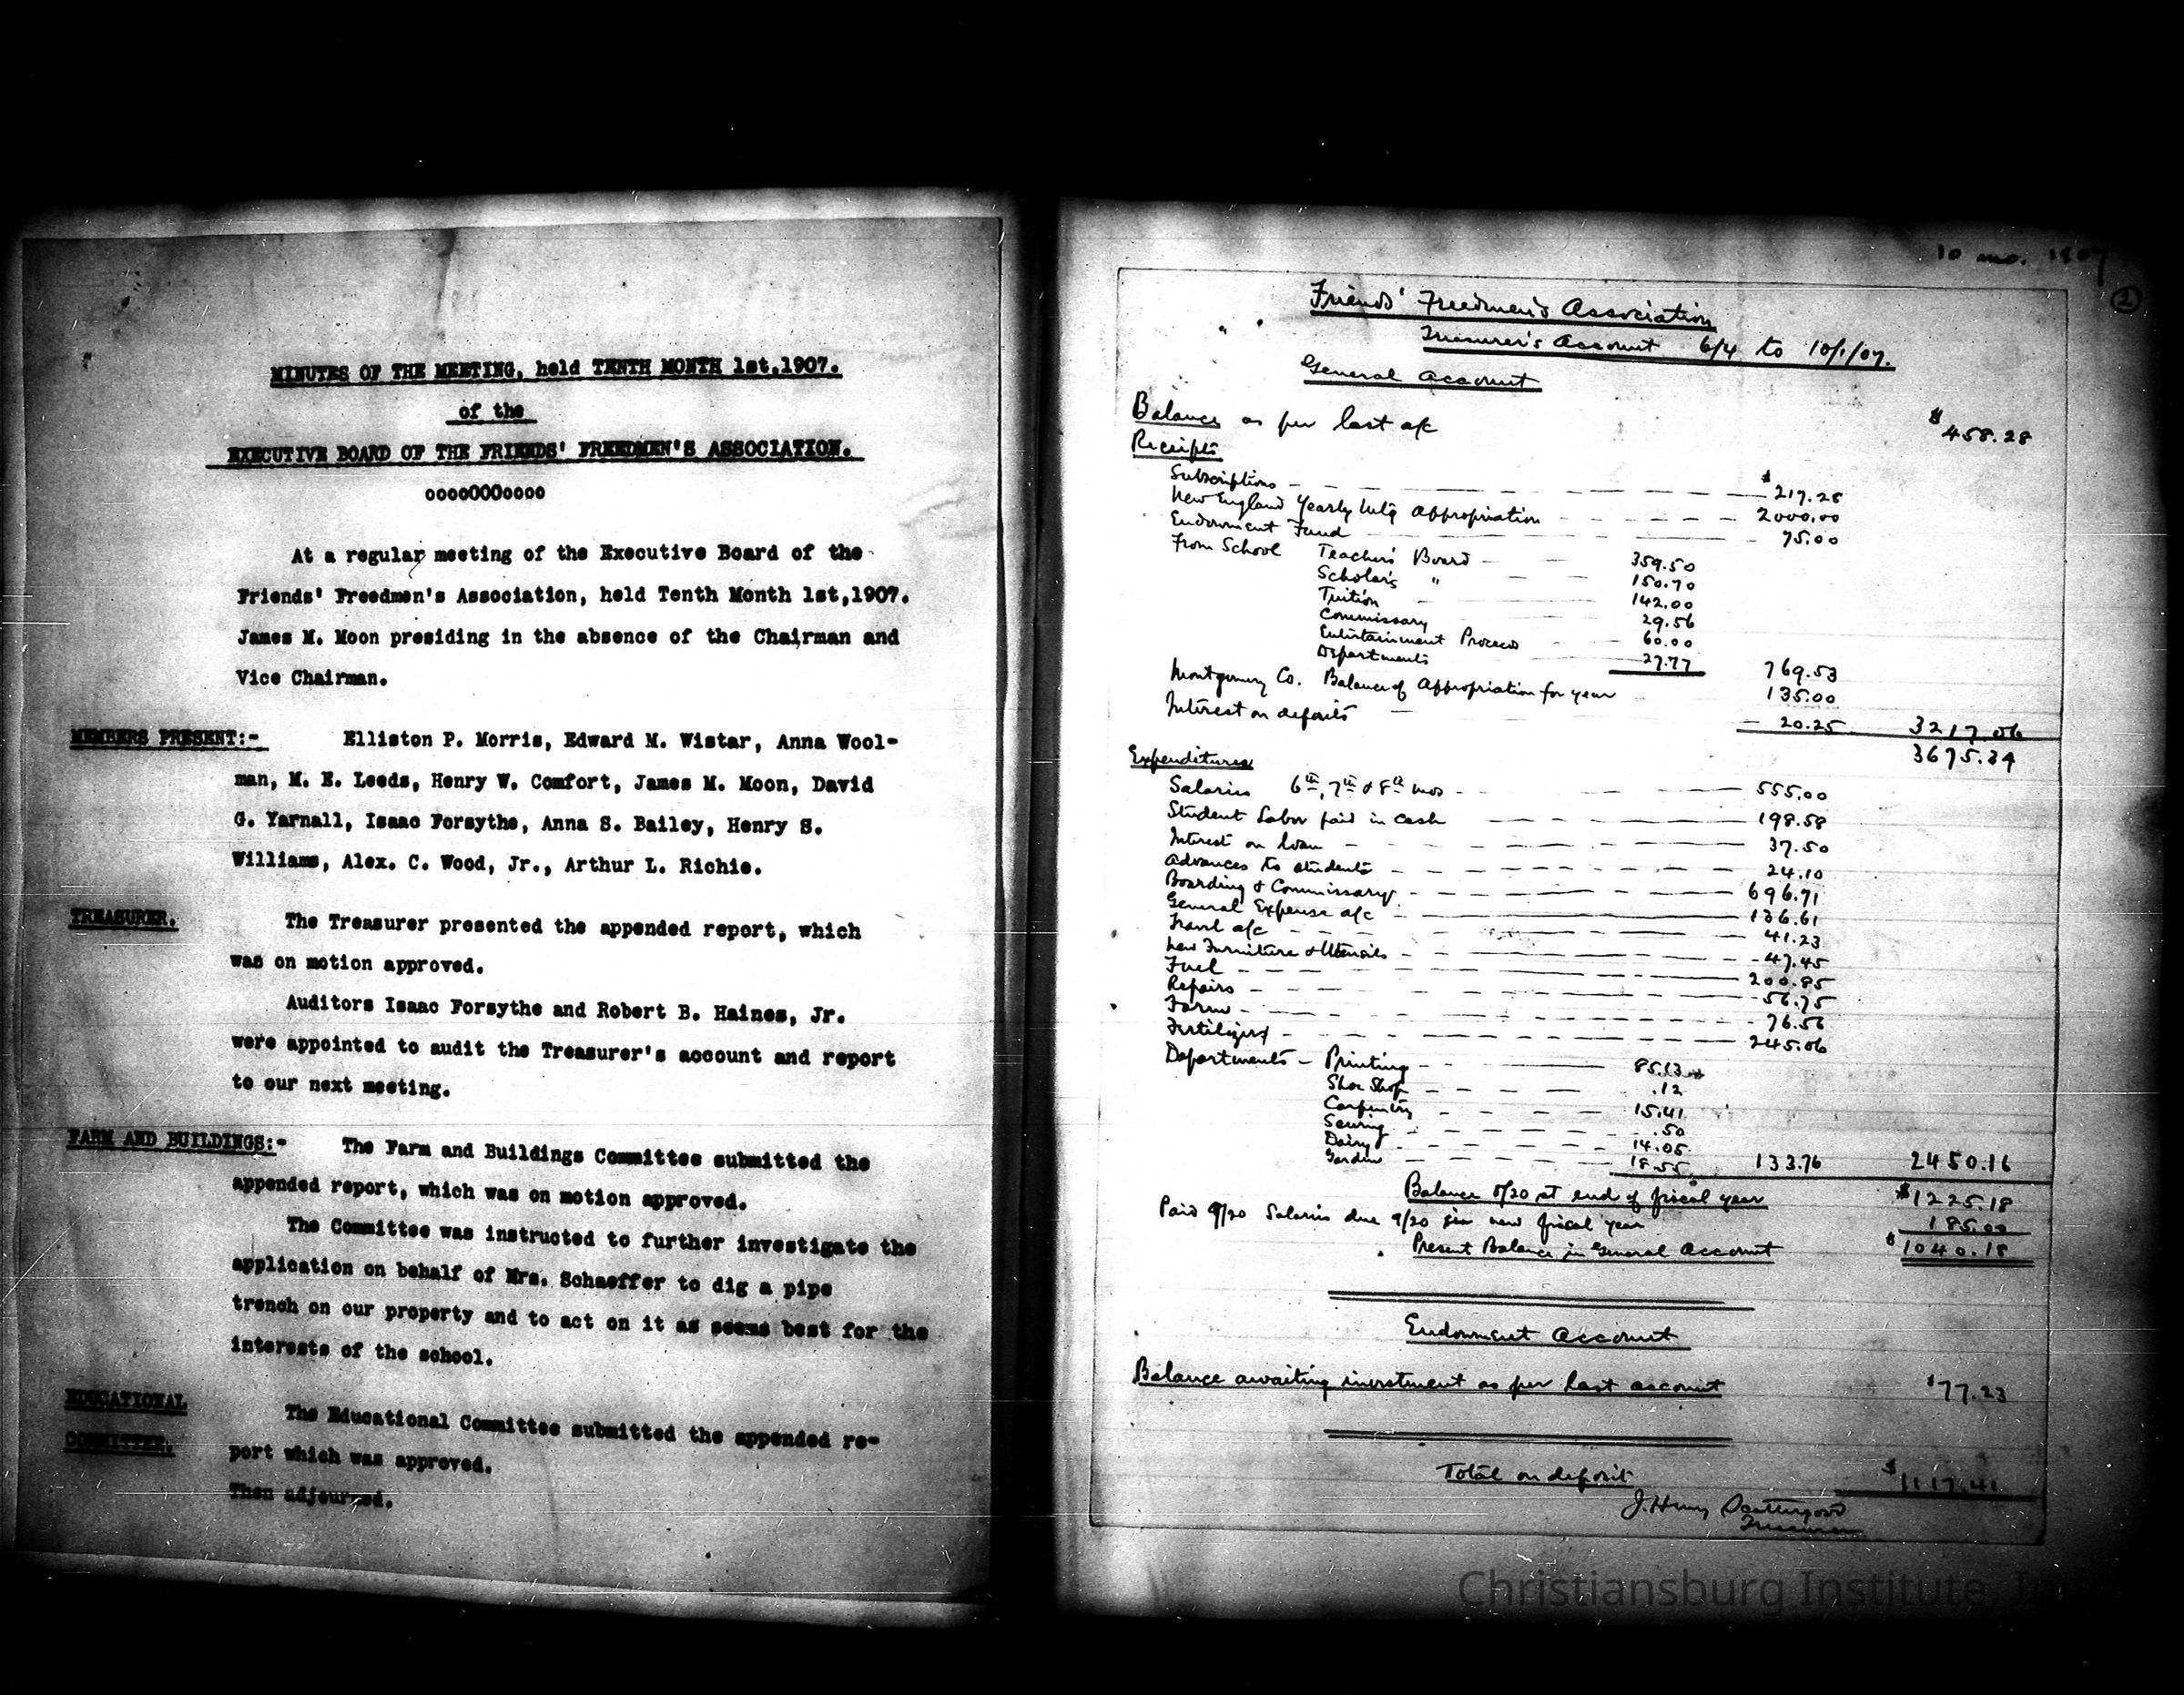 MINUTES OF THE MEETING, held TENTH MONTH 1st,1907.
of the
EXECUTIVE BOARD OF THE FRIENDS' FREEDMEN'S ASSOCIATION.
oooo000oooo
At a regular meeting of the Executive Board of the
Friends' Freedmen's Association, held Tenth Month 1st,1907.
James M. Moon presiding in the absence of the Chairman and
Vice Chairman.
MEMBERS PRESENT:- Elliston P. Morris, Edward M. Wistar, Anna Wool-
man, M. E. Leeds, Henry W. Comfort, James M. Moon, David
G. Yarnall, Isaac Forsythe, Anna S. Bailey, Henry S.
Williams, Alex. C. Wood, Jr., Arthur L. Richie.
TREASURER. The Treasurer presented the appended report, which
was on motion approved.
Auditors Isaac Forsythe and Robert B. Haines, Jr.
were appointed to audit the Treasurer's account and report
to our next meeting.
FARM AND BUILDINGS:- The Farm and Buildings Committee submitted the
appended report, which was on motion approved.
The Committee was instructed to further investigate the
application on behalf of Mrs. Schaeffer to dig a pipe
trench on our property and to act on it as seems best for the
interests of the school.
EDUCATIONAL
COMMITTEE.
The Educational Committee submitted the appended re-
port which was approved.
Then adjourned.
10 mo. 1907
2
Friends' Freedmen's Association
Treasurer's Account 6/4 to 10/1/07.
General Account
Balance as per last a/c $458.28
Receipts
Subscriptions $217.28
New England Yearly Mtg Appropriation 2000.00
Endowment Fund 75.00
From School Teachers' Board 359.50
Scholar's " 150.70
Tuition 142.00
Commissary 29.56
Entertainment Proceeds 60.00
Departments 27.77 769.53
Montgomery Co. Balance of Appropriation for year 135.00
Interest on deposits 20.25 3217.06
3675.34
Expenditures
Salaries 6th, 7th & 8th mos 555.00
Student Labor paid in cash 198.58
Interest on loan 37.50
Advances to students 24.10
Boarding & Commissary 696.71
General Expense a/c 136.61
Travel a/c 41.23
New Furniture & Utensils 47.45
Fuel 200.85
Repairs 56.75
Farm 76.56
Fertilizers 245.06
Departments - Printing 85.13
Shoe Shop .12
Carpentry 15.41
Sewing .50
Dairy 14.05
Garden 18.55 133.76 2450.16
Balance 8/20 at end of fiscal year $1225.18
Paid 9/20 Salaries due 9/20 in new fiscal year 185.00
Present Balance in General Account $1040.18
Endowment Account
Balance awaiting investment as per last account $77.23
Total on deposit $1117.41
J. Henry Scattergood
Treasurer
Christiansburg Institute, In